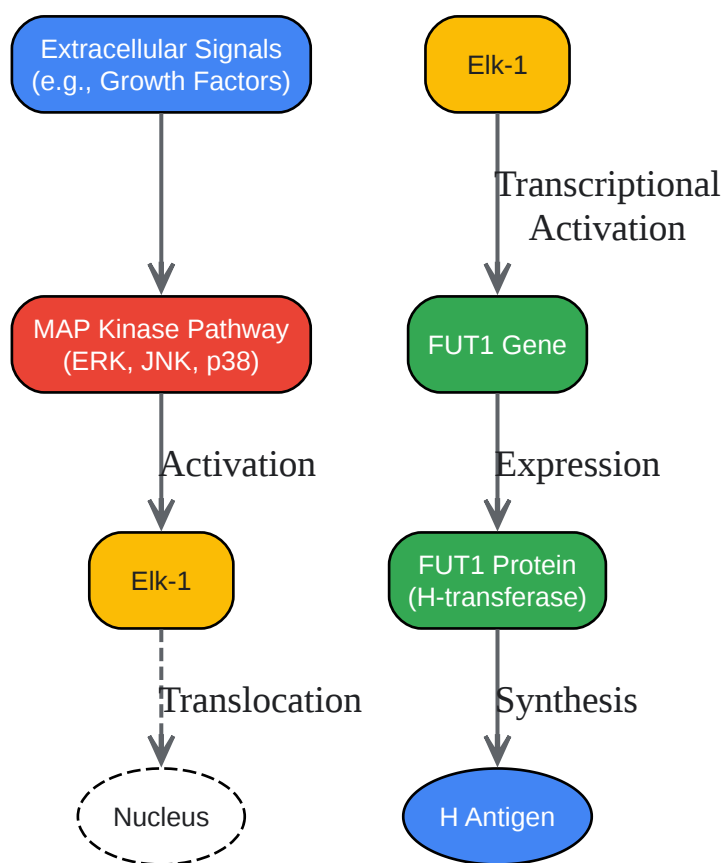 Extracellular Signals
(e.g., Growth Factors)
MAP Kinase Pathway
(ERK, JNK, p38)
Activation
Elk-1
Translocation
Nucleus
Elk-1
Transcriptional
Activation
FUT1 Gene
Expression
FUT1 Protein
(H-transferase)
Synthesis
H Antigen